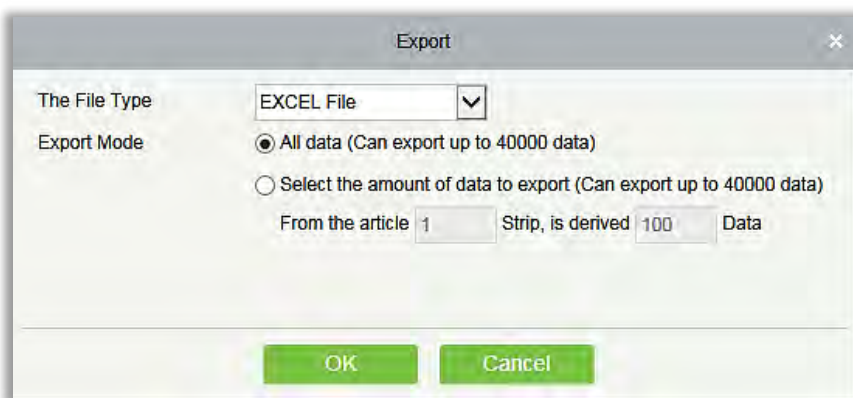 Export
The File Type EXCEL File
Export Mode All data (Can export up to 40000 data)
Select the amount of data to export (Can export up to 40000 data)
From the article 1 Strip, is derived 100 Data
OK Cancel